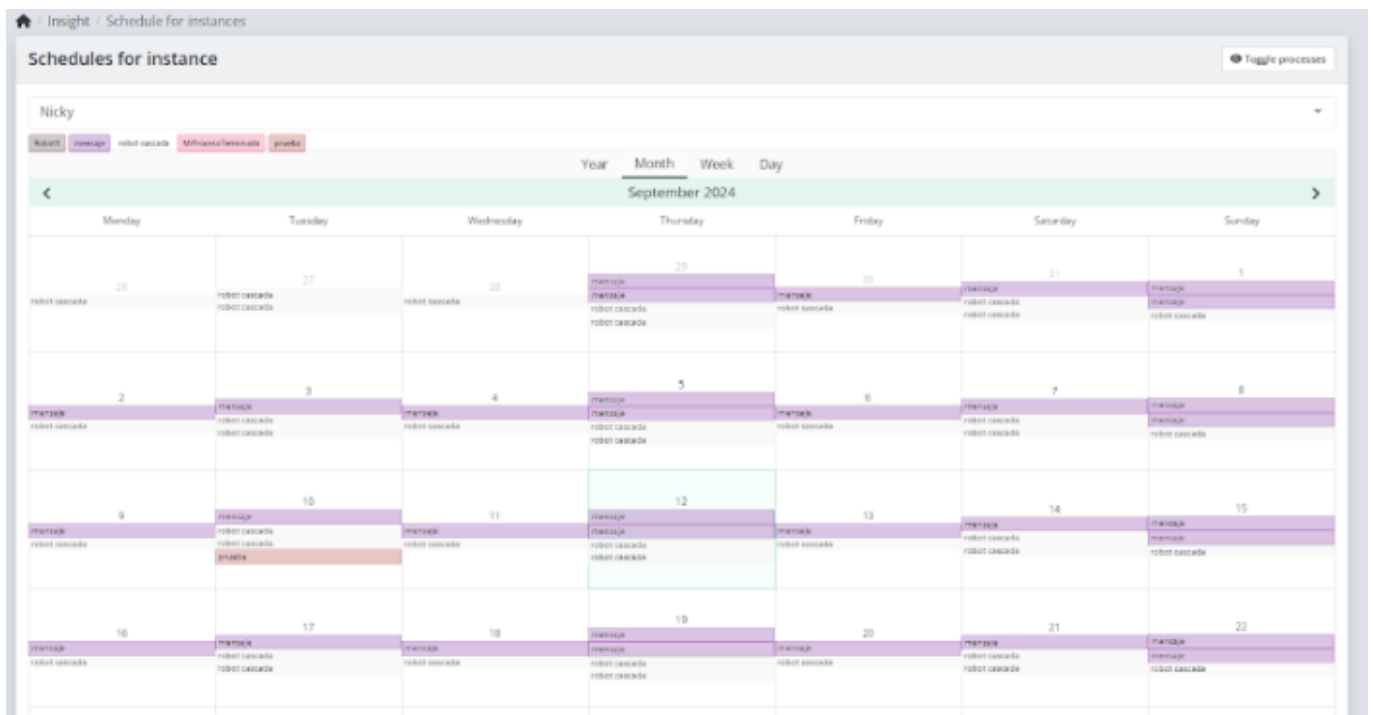 Insight / Schedule for instances
Schedules for instance
Toggle processes
Nicky
Robot1 mensaje robot cascada MiProcesoTerminado prueba
Year Month Week Day
September 2024
Monday Tuesday Wednesday Thursday Friday Saturday Sunday
26 27 28 29 30 31 1
robot cascada
robot cascada
robot cascada
robot cascada
mensaje
mensaje
robot cascada
robot cascada
mensaje
robot cascada
mensaje
robot cascada
robot cascada
mensaje
mensaje
robot cascada
2 3 4 5 6 7 8
mensaje
robot cascada
mensaje
robot cascada
robot cascada
mensaje
robot cascada
mensaje
mensaje
robot cascada
robot cascada
mensaje
robot cascada
mensaje
robot cascada
robot cascada
mensaje
mensaje
robot cascada
9 10 11 12 13 14 15
mensaje
robot cascada
mensaje
robot cascada
robot cascada
prueba
mensaje
robot cascada
mensaje
mensaje
robot cascada
robot cascada
mensaje
robot cascada
mensaje
robot cascada
robot cascada
mensaje
mensaje
robot cascada
16 17 18 19 20 21 22
mensaje
robot cascada
mensaje
robot cascada
robot cascada
mensaje
robot cascada
mensaje
mensaje
robot cascada
robot cascada
mensaje
robot cascada
mensaje
robot cascada
robot cascada
mensaje
mensaje
robot cascada